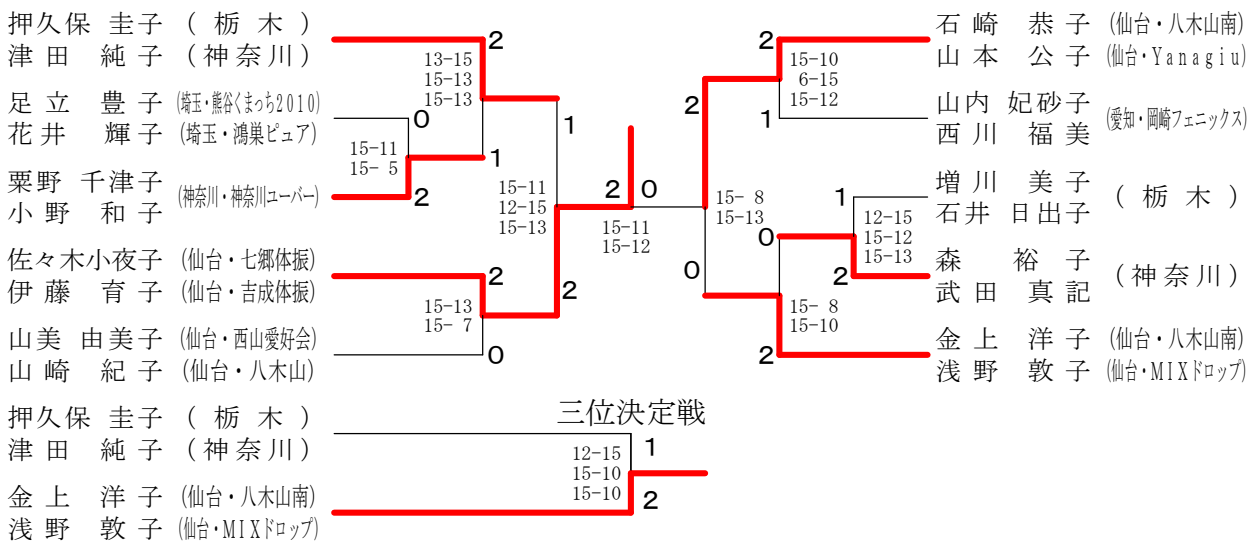 押久保 圭子 （ 栃 木 ）
津田 純子 （神奈川）
2
13-15
15-13
15-13
足立 豊子 (埼玉・熊谷くまっち2010)
花井 輝子 (埼玉・鴻巣ピュア)
0
15-11
15- 5
1
1
粟野 千津子
小野 和子
(神奈川・神奈川ユーバー)
2
15-11
12-15
15-13
2
0
15-11
15-12
佐々木小夜子 (仙台・七郷体振)
伊藤 育子 (仙台・吉成体振)
2
15-13
15- 7
2
山美 由美子 (仙台・西山愛好会)
山崎 紀子 (仙台・八木山)
0
石崎 恭子 (仙台・八木山南)
山本 公子 (仙台・Yanagiu)
2
15-10
6-15
15-12
2
山内 妃砂子
西川 福美
(愛知・岡崎フェニックス)
1
15- 8
15-13
増川 美子
石井 日出子
（ 栃 木 ）
1
12-15
15-12
15-13
0
0
森 裕子
武田 真記
（神奈川）
2
15- 8
15-10
金上 洋子 (仙台・八木山南)
浅野 敦子 (仙台・MIXドロップ)
2
三位決定戦
押久保 圭子 （ 栃 木 ）
津田 純子 （神奈川）
1
12-15
15-10
15-10
金上 洋子 (仙台・八木山南)
浅野 敦子 (仙台・MIXドロップ)
2